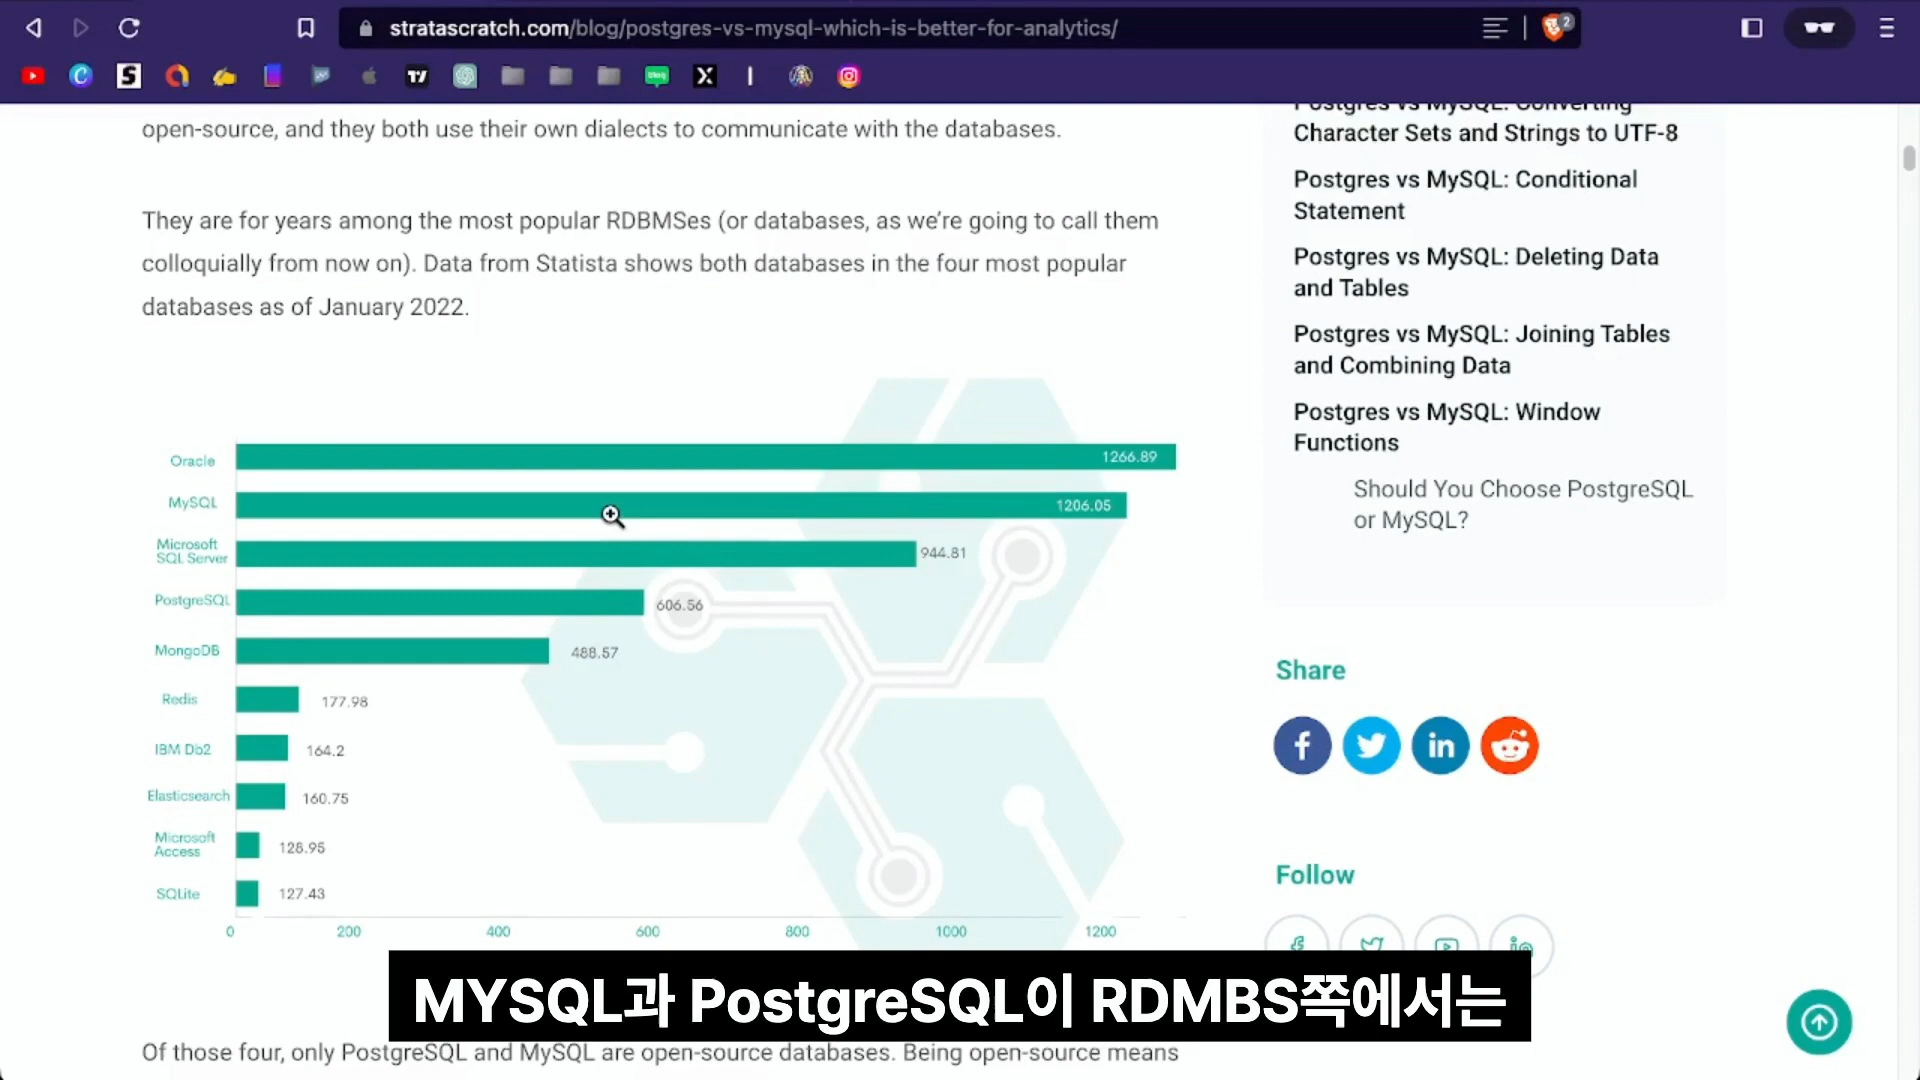 stratascratch.com/blog/postgres-vs-mysql-which-is-better-for-analytics/
2
open-source, and they both use their own dialects to communicate with the databases.
They are for years among the most popular RDBMSes (or databases, as we’re going to call them
colloquially from now on). Data from Statista shows both databases in the four most popular
databases as of January 2022.
Oracle
1266.89
MySQL
1206.05
Microsoft
SQL Server
944.81
PostgreSQL
606.56
MongoDB
488.57
Redis
177.98
IBM Db2
164.2
Elasticsearch
160.75
Microsoft
Access
128.95
SQLite
127.43
0 200 400 600 800 1000 1200
Of those four, only PostgreSQL and MySQL are open-source databases. Being open-source means
Postgres vs MySQL: Converting
Character Sets and Strings to UTF-8
Postgres vs MySQL: Conditional
Statement
Postgres vs MySQL: Deleting Data
and Tables
Postgres vs MySQL: Joining Tables
and Combining Data
Postgres vs MySQL: Window
Functions
Should You Choose PostgreSQL
or MySQL?
Share
Follow
MYSQL과 PostgreSQL이 RDMBS쪽에서는